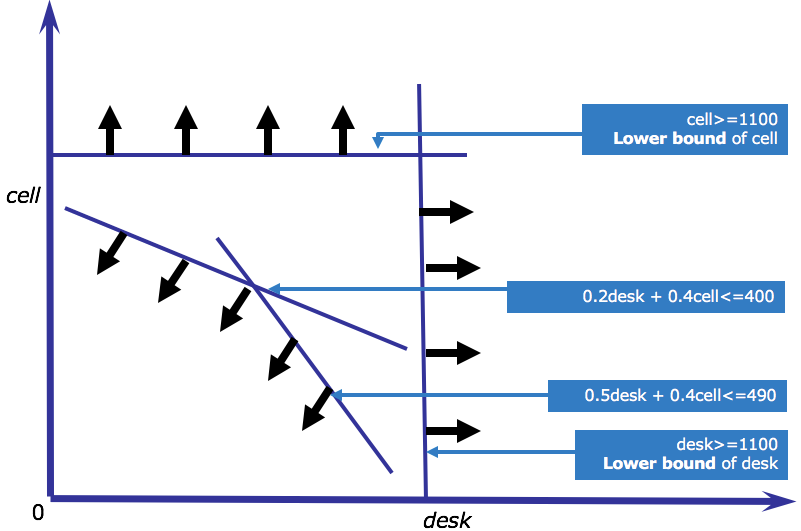 cell>=1100
Lower bound of cell
cell
0.2desk + 0.4cell<=400
0.5desk + 0.4cell<=490
desk>=1100
Lower bound of desk
0
desk